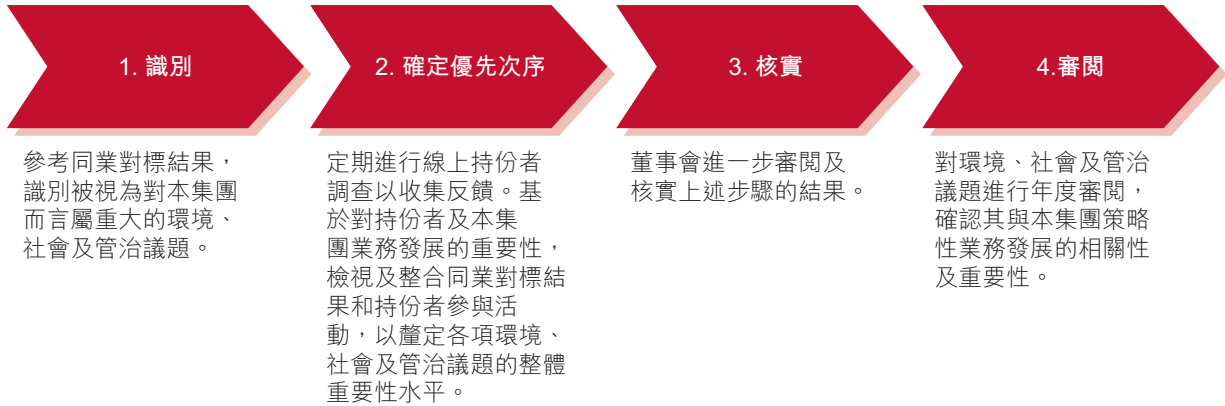 1. 識別
參考同業對標結果，
識別被視為對本集團
而言屬重大的環境、
社會及管治議題。
2. 確定優先次序
定期進行線上持份者
調查以收集反饋。基
於對持份者及本集
團業務發展的重要性，
檢視及整合同業對標結
果和持份者參與活
動，以釐定各項環境、
社會及管治議題的整體
重要性水平。
3. 核實
董事會進一步審閱及
核實上述步驟的結果。
4.審閱
對環境、社會及管治
議題進行年度審閱，
確認其與本集團策略
性業務發展的相關性
及重要性。